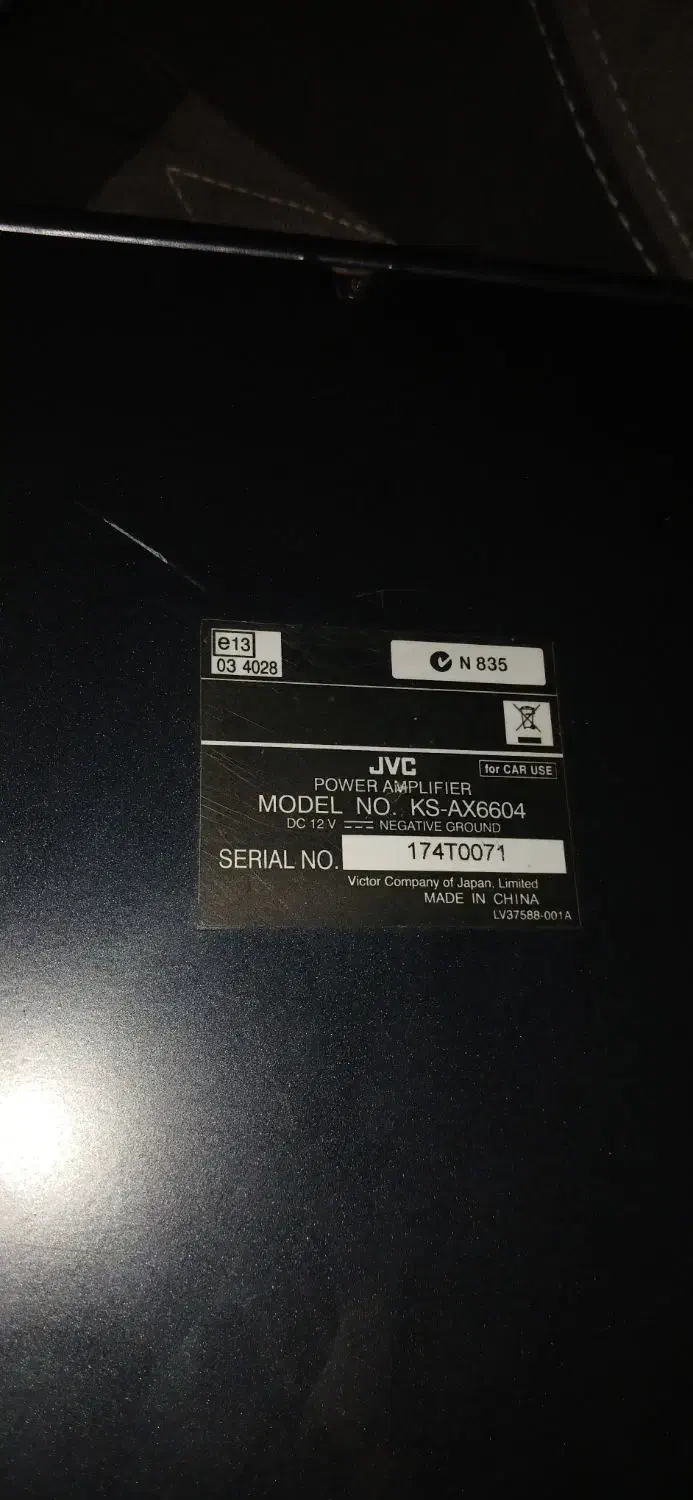 e13
03 4028
N 835
JVC
for CAR USE
POWER AMPLIFIER
MODEL NO. KS-AX6604
DC 12 V NEGATIVE GROUND
SERIAL NO. 174T0071
Victor Company of Japan, Limited
MADE IN CHINA
LV37588-001A